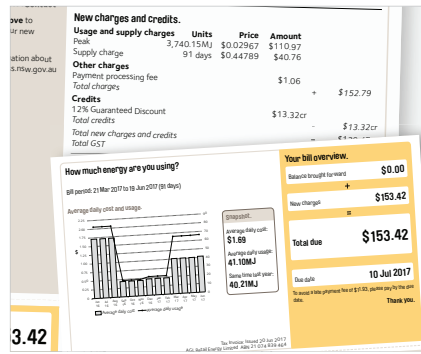 ove to
ur new
ation about
s.nsw.gov.au
New charges and credits.
Usage and supply charges Units Price Amount
Peak 3,740.15MJ $0.02967 $110.97
Supply charge 91 days $0.44789 $40.76
Other charges
Payment processing fee $1.06
Total charges + $152.79
Credits
12% Guaranteed Discount $13.32cr
Total credits - $13.32cr
Total new charges and credits
Total GST
How much energy are you using?
Bill period: 21 Mar 2017 to 19 Jun 2017 (91 days)
Average daily cost and usage.
$
Average daily cost
average daily usage
Snapshot.
Average daily cost:
$1.69
Average daily usage:
41.10MJ
Same time last year:
40.21MJ
Your bill overview.
Balance brought forward $0.00
+
New charges $153.42
=
Total due $153.42
Due date 10 Jul 2017
To avoid a late payment fee of $11.93, please pay by the due
date.
Thank you.
3.42
Tax Invoice Issued 20 Jun 2017
AGL Retail Energy Limited ABN 21 074 839 464